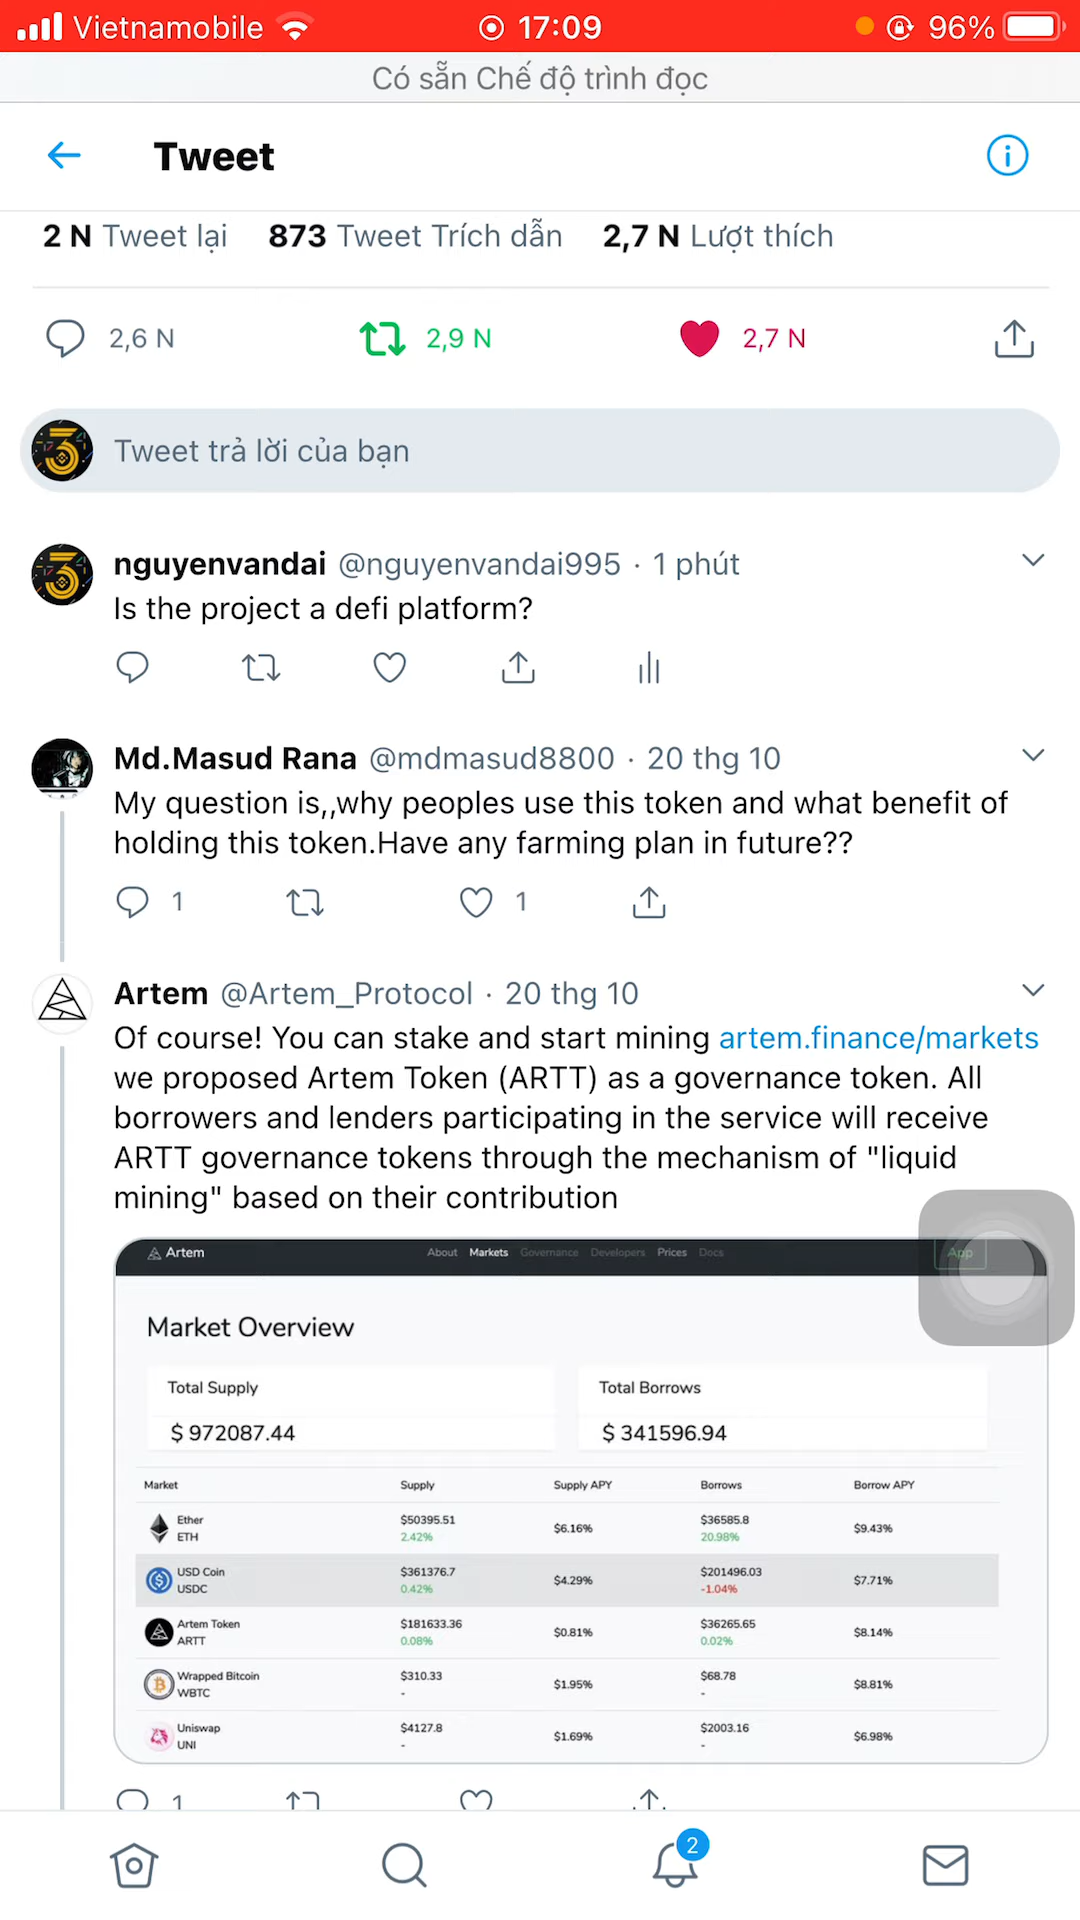 Vietnamobile 17:09 96%
Có sẵn Chế độ trình đọc
Tweet
2 N Tweet lại 873 Tweet Trích dẫn 2,7 N Lượt thích
2,6 N 2,9 N 2,7 N
Tweet trả lời của bạn
nguyenvandai @nguyenvandai995 · 1 phút
Is the project a defi platform?
Md.Masud Rana @mdmasud8800 · 20 thg 10
My question is,,why peoples use this token and what benefit of
holding this token.Have any farming plan in future??
1 1
Artem @Artem_Protocol · 20 thg 10
Of course! You can stake and start mining artem.finance/markets
we proposed Artem Token (ARTT) as a governance token. All
borrowers and lenders participating in the service will receive
ARTT governance tokens through the mechanism of "liquid
mining" based on their contribution
Artem About Markets Governance Developers Prices Docs App
Market Overview
Total Supply Total Borrows
$ 972087.44 $ 341596.94
Market Supply Supply APY Borrows Borrow APY
Ether $50395.51 $6.16% $36585.8 $9.43%
ETH 2.42% 20.98%
USD Coin $361376.7 $4.29% $201496.03 $7.71%
USDC 0.42% -1.04%
Artem Token $181633.36 $0.81% $36265.65 $8.14%
ARTT 0.08% 0.02%
Wrapped Bitcoin $310.33 $1.95% $68.78 $8.81%
WBTC - -
Uniswap $4127.8 $1.69% $2003.16 $6.98%
UNI - -
1
2